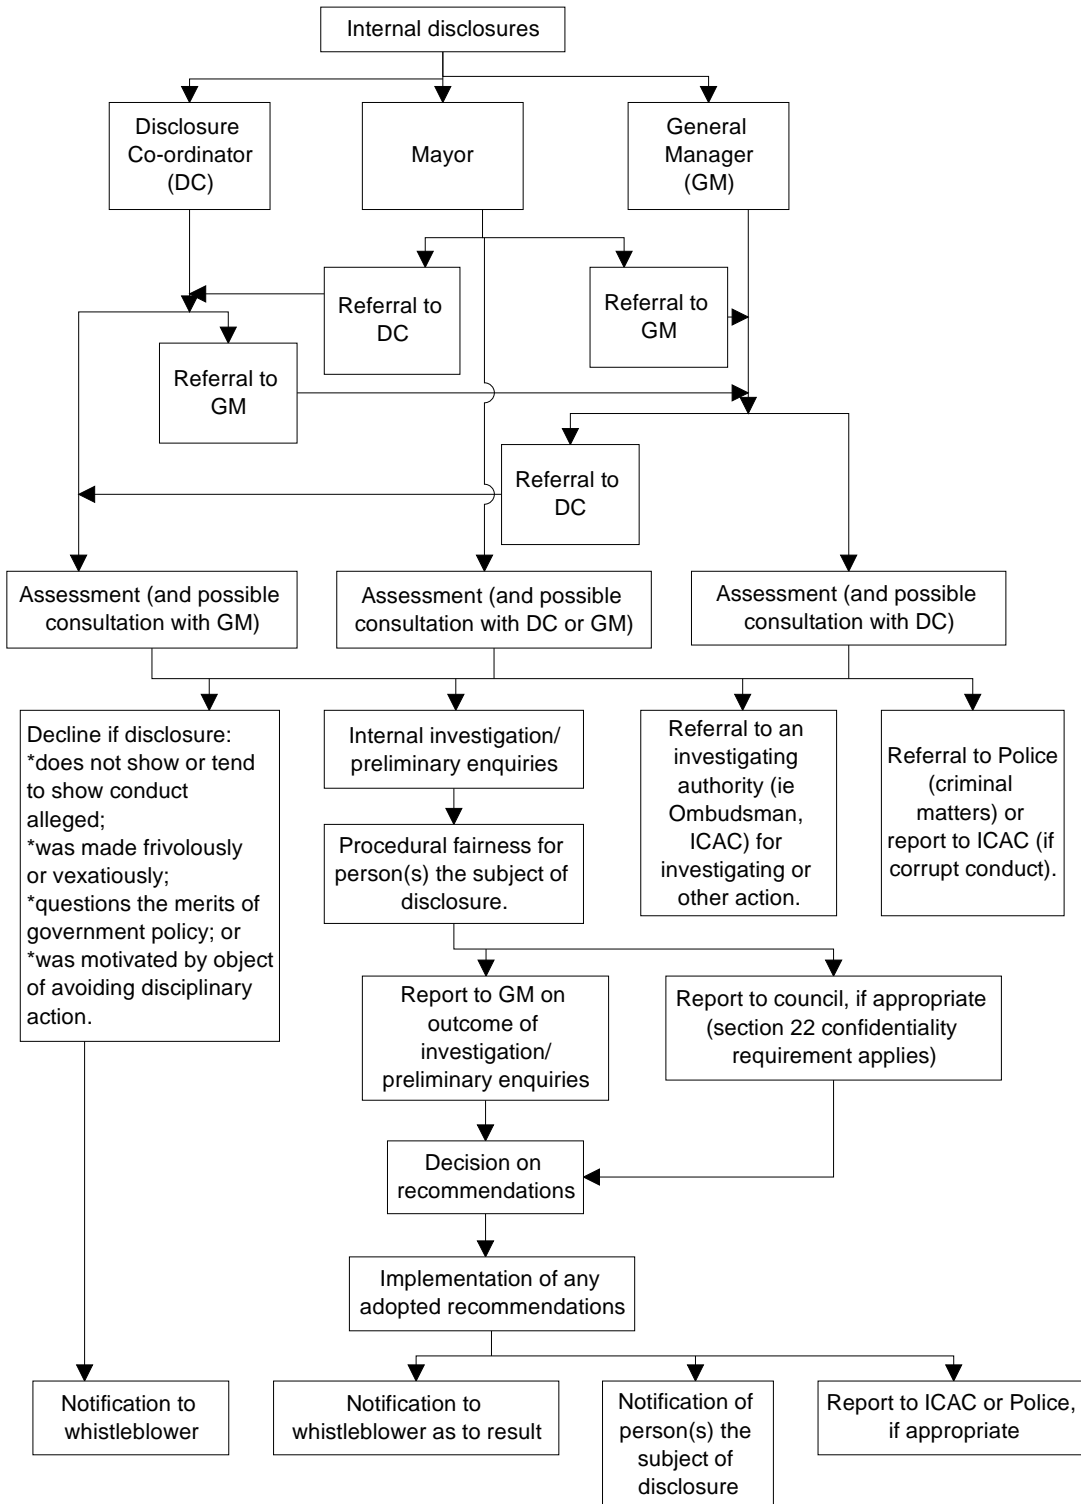 Internal disclosures
Disclosure
Co-ordinator
(DC)
Mayor
General
Manager
(GM)
Referral to
DC
Referral to
GM
Referral to
GM
Referral to
DC
Assessment (and possible
consultation with GM)
Assessment (and possible
consultation with DC or GM)
Assessment (and possible
consultation with DC)
Decline if disclosure:
*does not show or tend
to show conduct
alleged;
*was made frivolously
or vexatiously;
*questions the merits of
government policy; or
*was motivated by object
of avoiding disciplinary
action.
Internal investigation/
preliminary enquiries
Referral to an
investigating
authority (ie
Ombudsman,
ICAC) for
investigating or
other action.
Referral to Police
(criminal
matters) or
report to ICAC (if
corrupt conduct).
Procedural fairness for
person(s) the subject of
disclosure.
Report to GM on
outcome of
investigation/
preliminary enquiries
Report to council, if appropriate
(section 22 confidentiality
requirement applies)
Decision on
recommendations
Implementation of any
adopted recommendations
Notification to
whistleblower
Notification to
whistleblower as to result
Notification of
person(s) the
subject of
disclosure
Report to ICAC or Police,
if appropriate